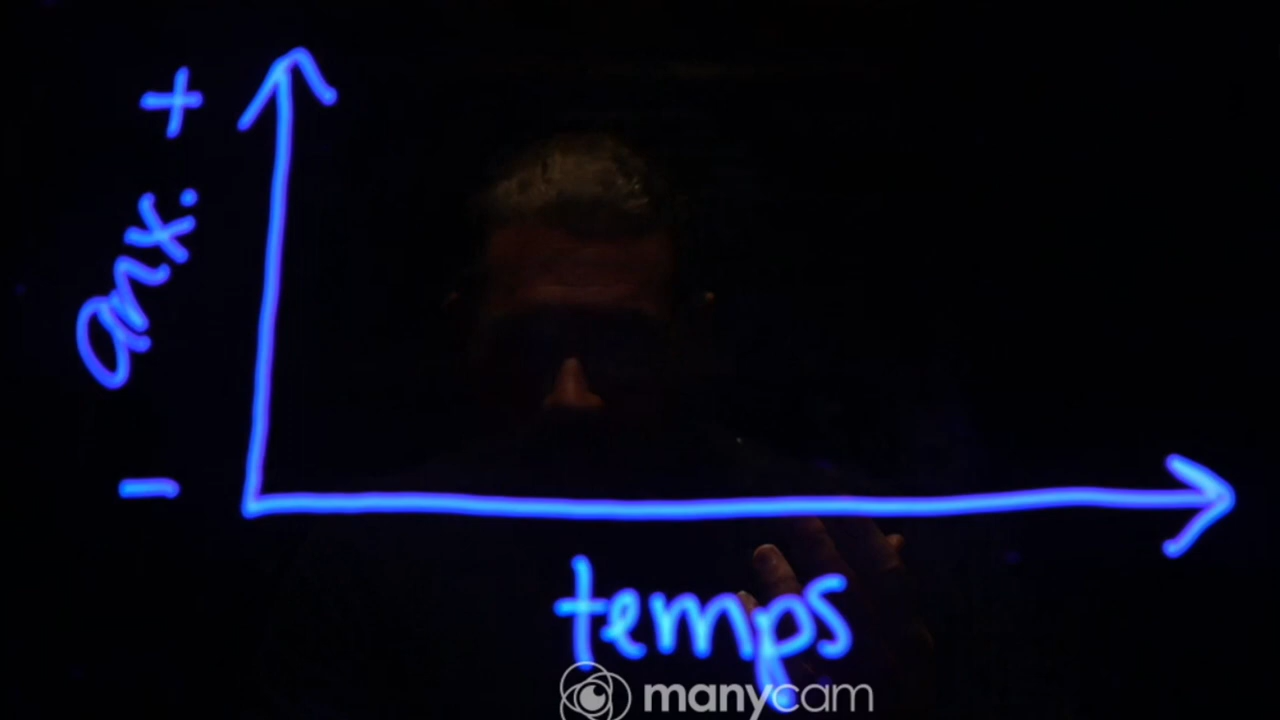 +
anx.
-
temps
manycam